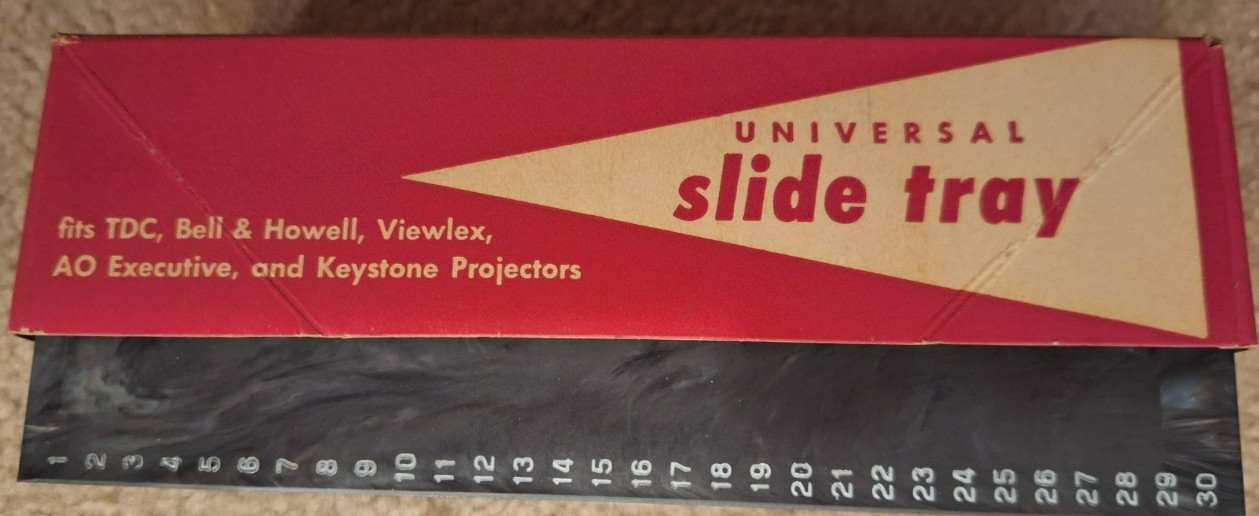 UNIVERSAL
slide tray
fits TDC, Bell & Howell, Viewlex,
AO Executive, and Keystone Projectors
1 2 3 4 5 6 7 8 9 10 11 12 13 14 15 16 17 18 19 20 21 22 23 24 25 26 27 28 29 30